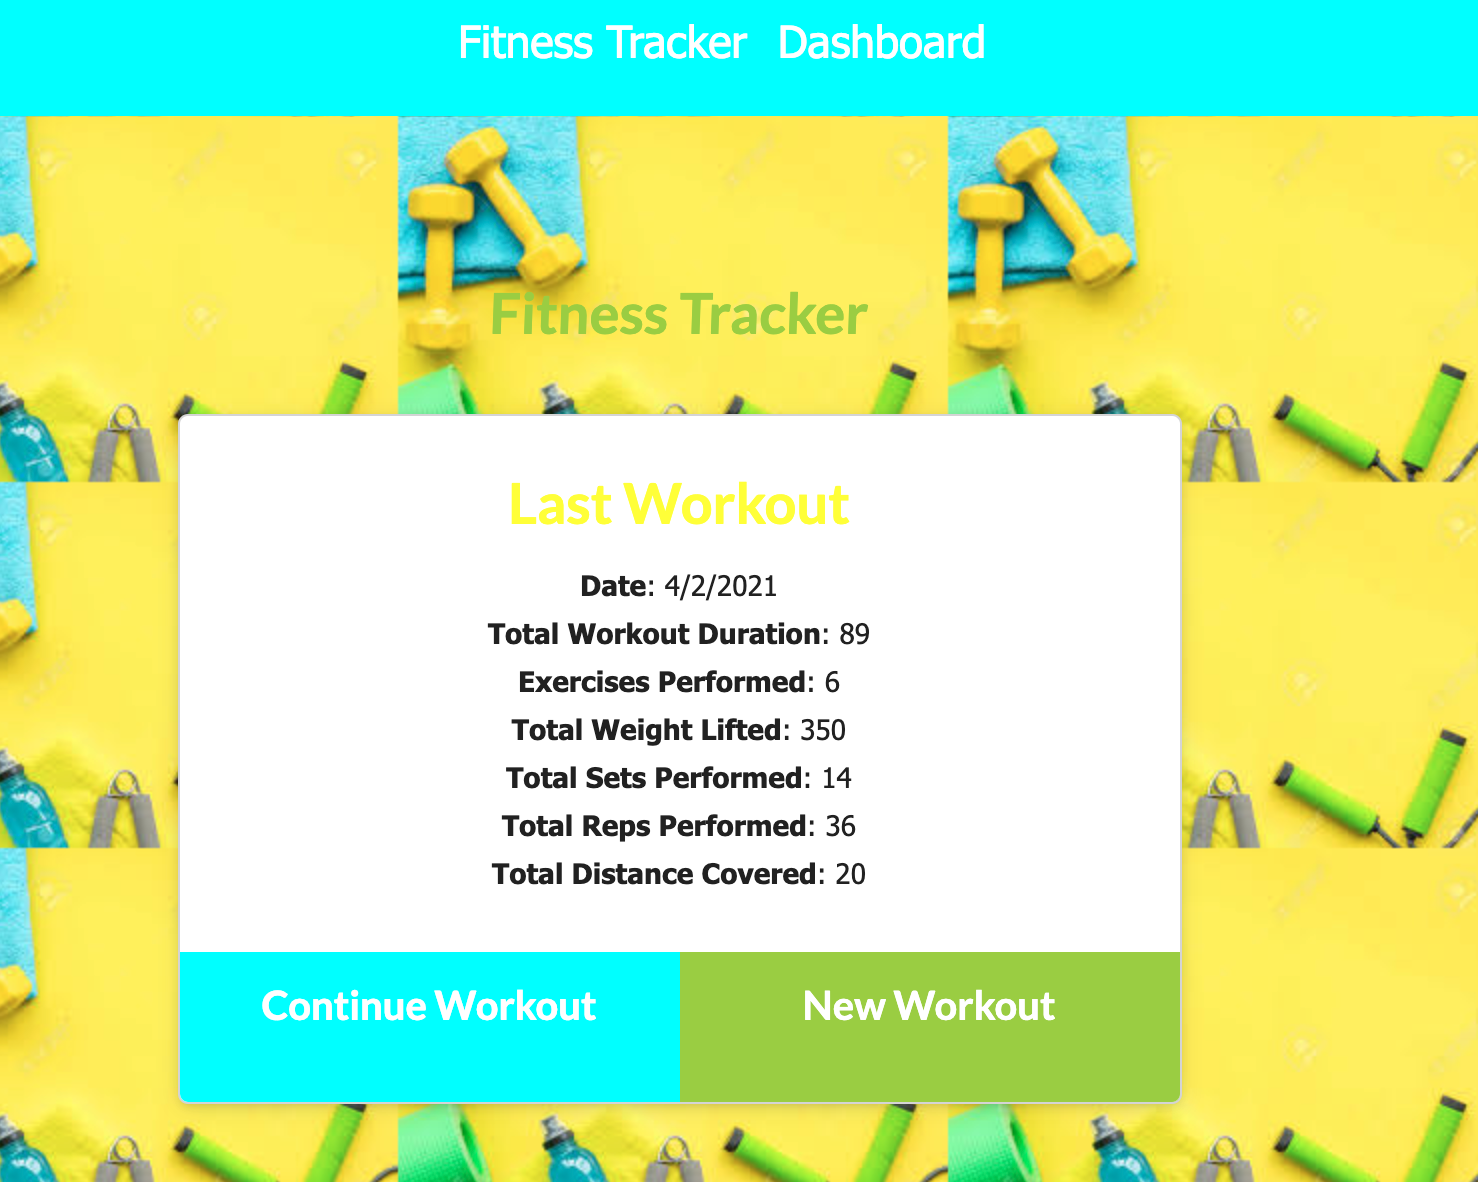 Fitness Tracker Dashboard
Fitness Tracker
Last Workout
Date: 4/2/2021
Total Workout Duration: 89
Exercises Performed: 6
Total Weight Lifted: 350
Total Sets Performed: 14
Total Reps Performed: 36
Total Distance Covered: 20
Continue Workout New Workout